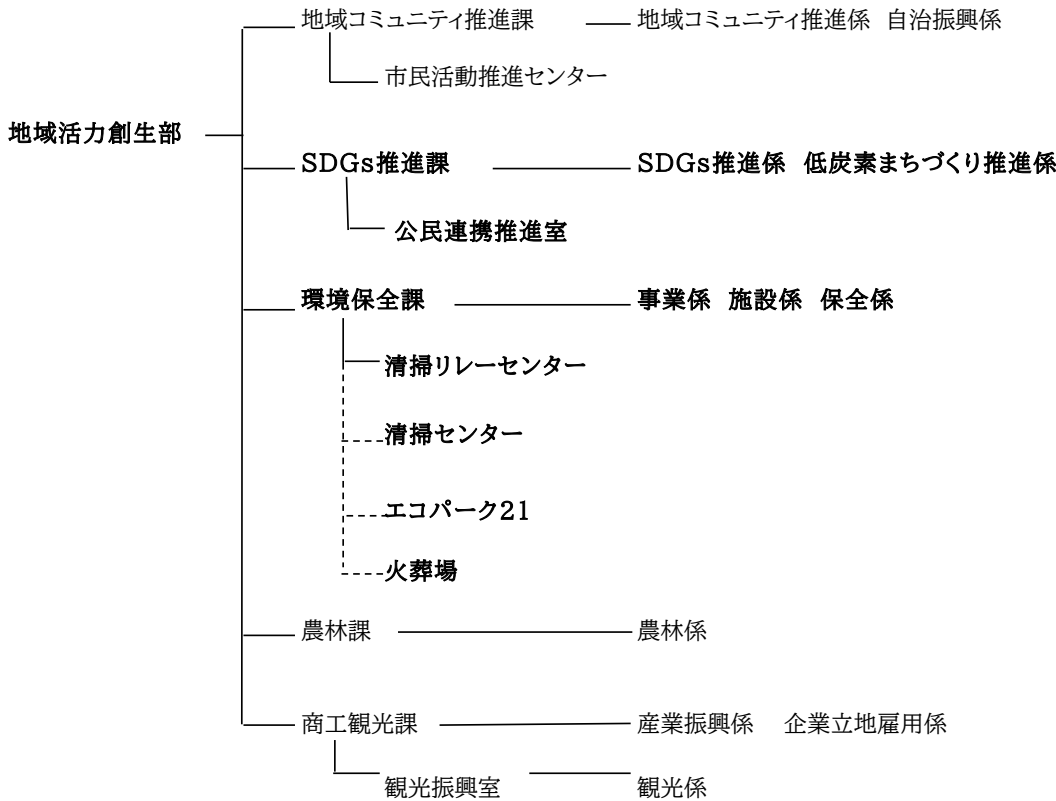 地域コミュニティ推進課 地域コミュニティ推進係 自治振興係
市民活動推進センター
地域活力創生部
SDGs推進課 SDGs推進係 低炭素まちづくり推進係
公民連携推進室
環境保全課 事業係 施設係 保全係
清掃リレーセンター
清掃センター
エコパーク21
火葬場
農林課 農林係
商工観光課 産業振興係 企業立地雇用係
観光振興室 観光係